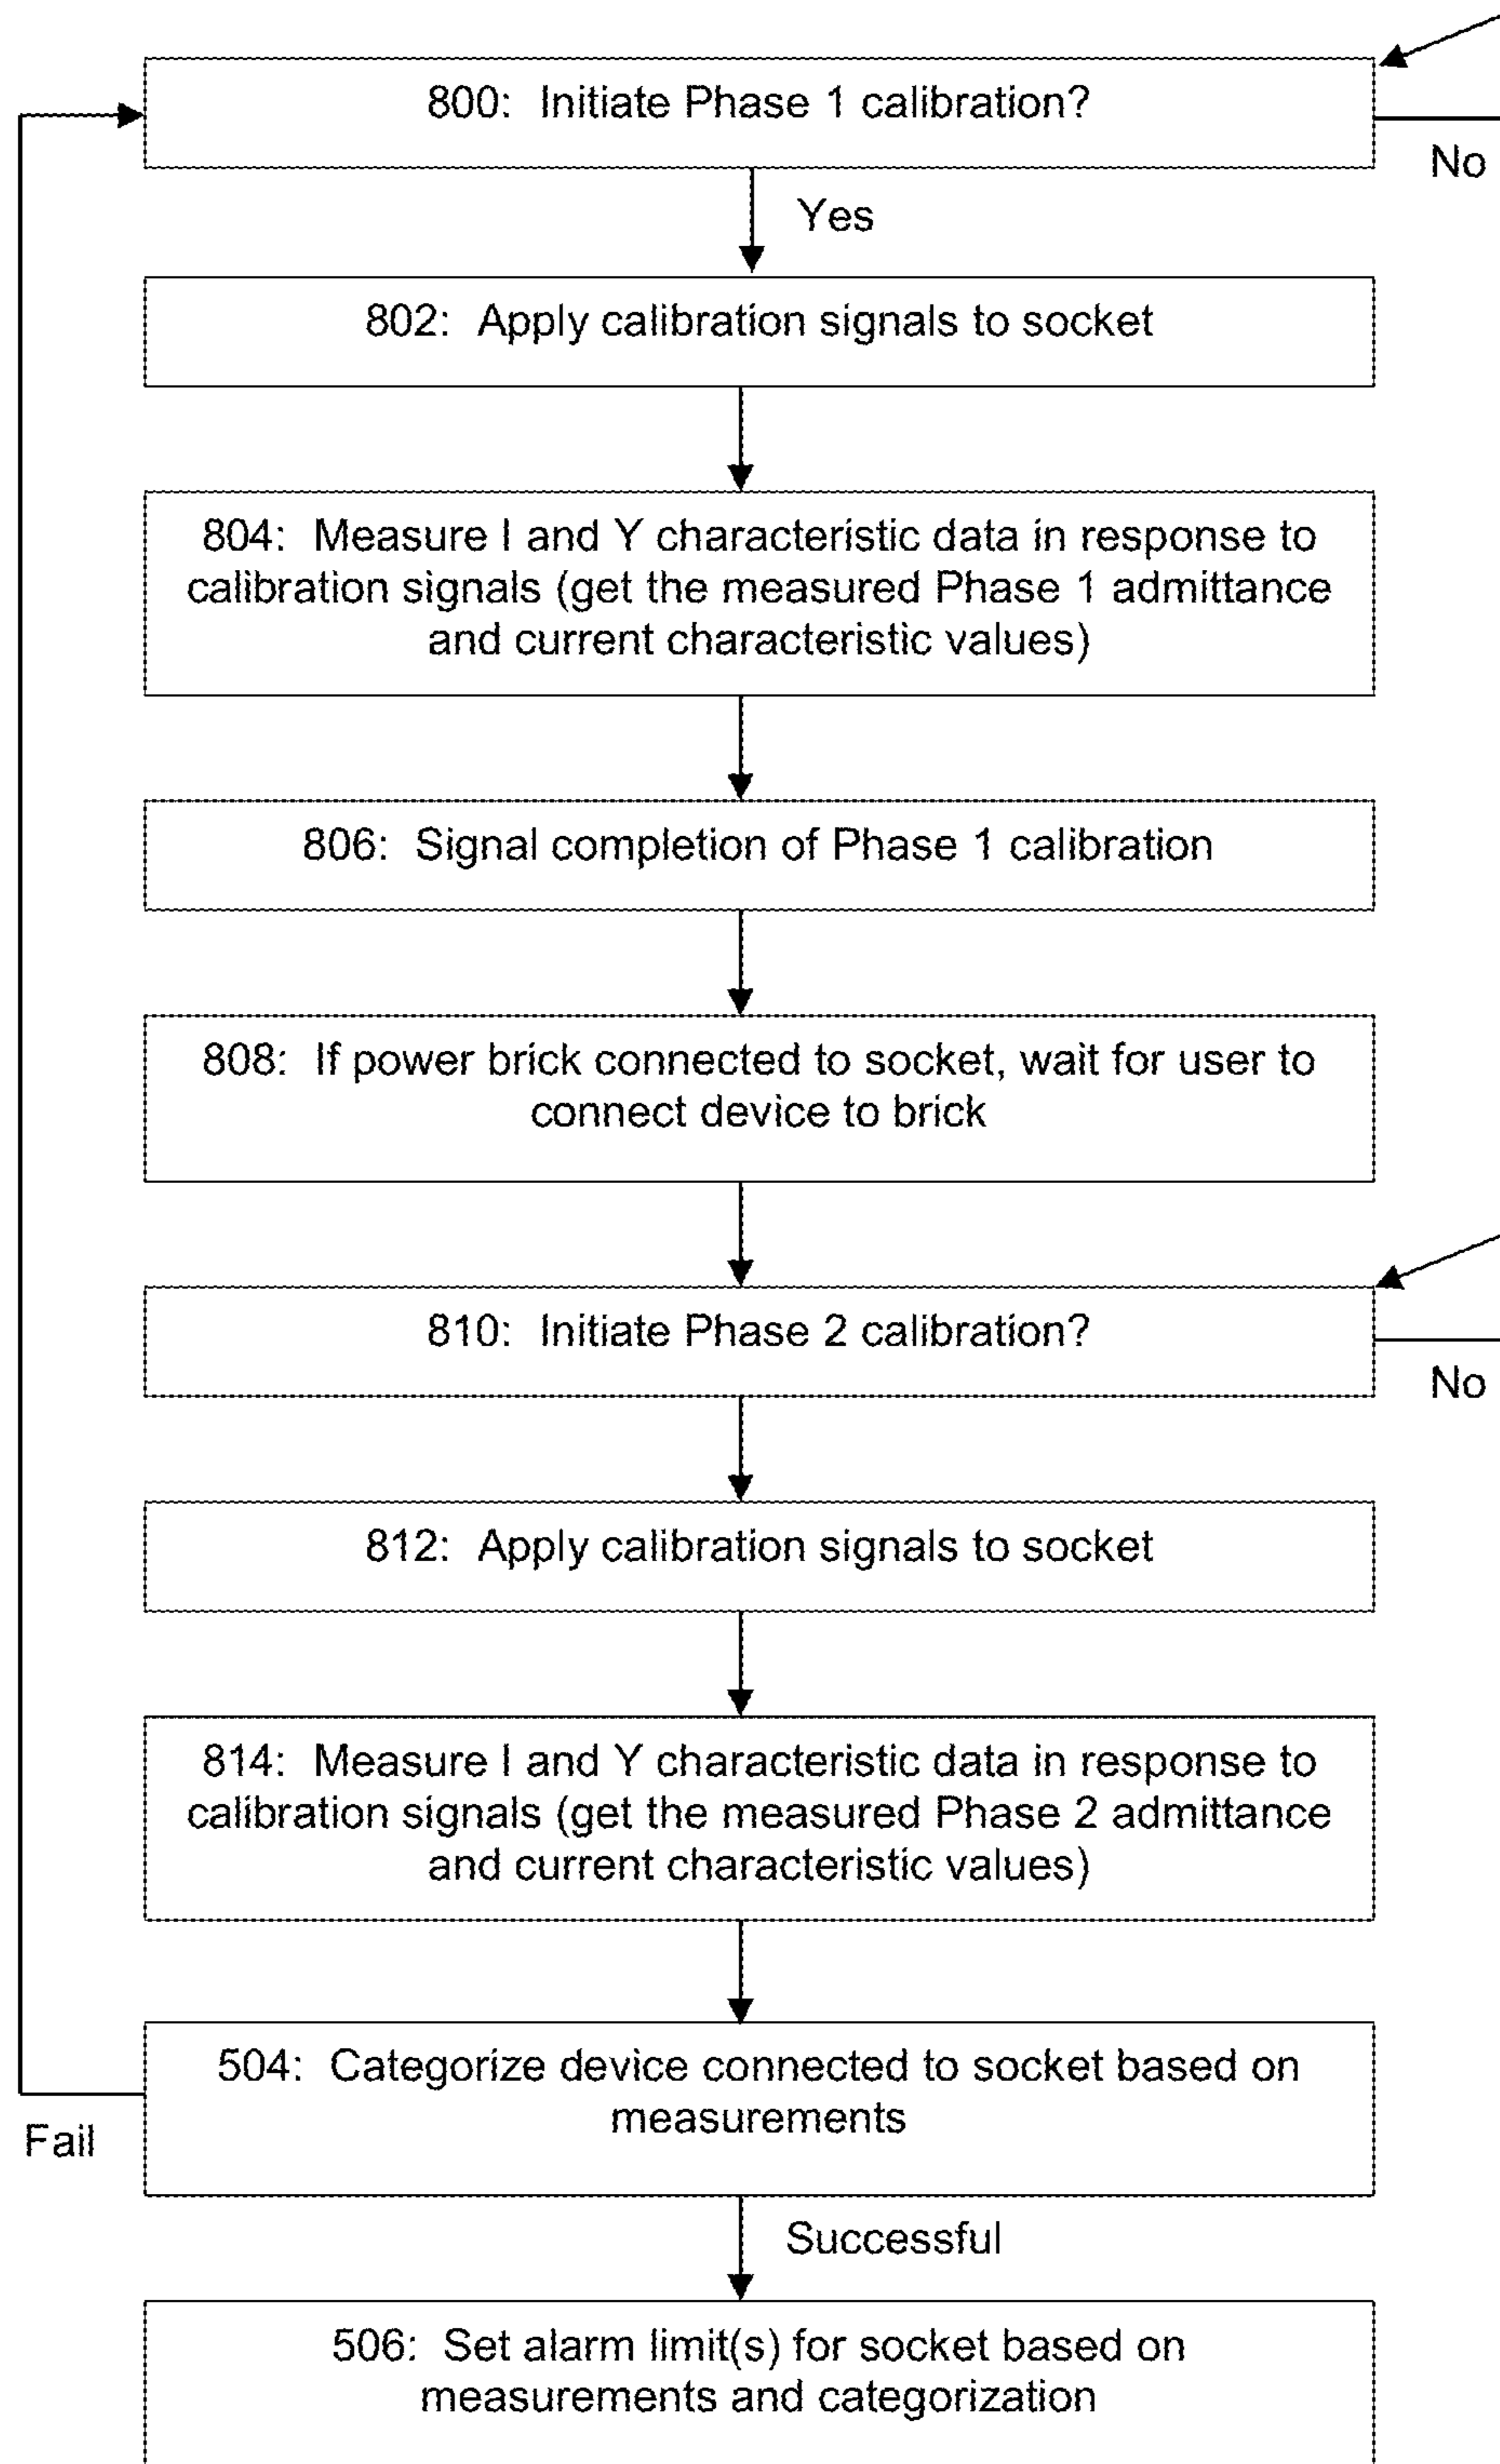 800: Initiate Phase 1 calibration?
No
Yes
802: Apply calibration signals to socket
804: Measure I and Y characteristic data in response to
calibration signals (get the measured Phase 1 admittance
and current characteristic values)
806: Signal completion of Phase 1 calibration
808: If power brick connected to socket, wait for user to
connect device to brick
810: Initiate Phase 2 calibration?
No
812: Apply calibration signals to socket
814: Measure I and Y characteristic data in response to
calibration signals (get the measured Phase 2 admittance
and current characteristic values)
504: Categorize device connected to socket based on
measurements
Fail
Successful
506: Set alarm limit(s) for socket based on
measurements and categorization